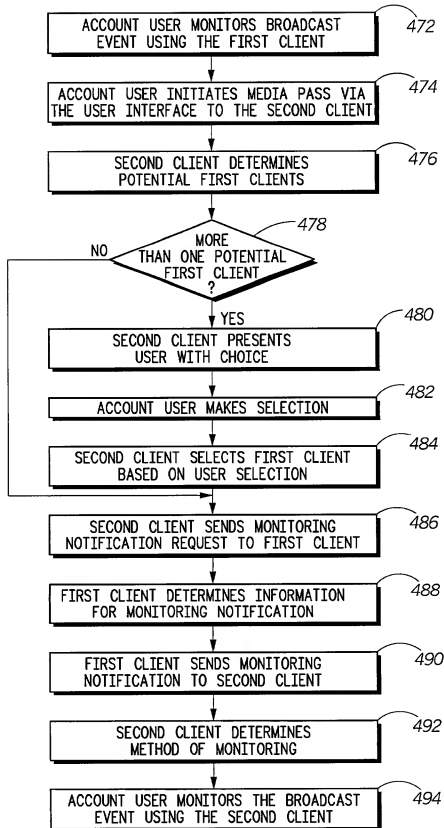 ACCOUNT USER MONITORS BROADCAST
EVENT USING THE FIRST CLIENT
472
ACCOUNT USER INITIATES MEDIA PASS VIA
THE USER INTERFACE TO THE SECOND CLIENT
474
SECOND CLIENT DETERMINES
POTENTIAL FIRST CLIENTS
476
478
MORE
THAN ONE POTENTIAL
FIRST CLIENT
?
NO
YES
480
SECOND CLIENT PRESENTS
USER WITH CHOICE
482
ACCOUNT USER MAKES SELECTION
484
SECOND CLIENT SELECTS FIRST CLIENT
BASED ON USER SELECTION
486
SECOND CLIENT SENDS MONITORING
NOTIFICATION REQUEST TO FIRST CLIENT
488
FIRST CLIENT DETERMINES INFORMATION
FOR MONITORING NOTIFICATION
490
FIRST CLIENT SENDS MONITORING
NOTIFICATION TO SECOND CLIENT
492
SECOND CLIENT DETERMINES
METHOD OF MONITORING
494
ACCOUNT USER MONITORS THE BROADCAST
EVENT USING THE SECOND CLIENT